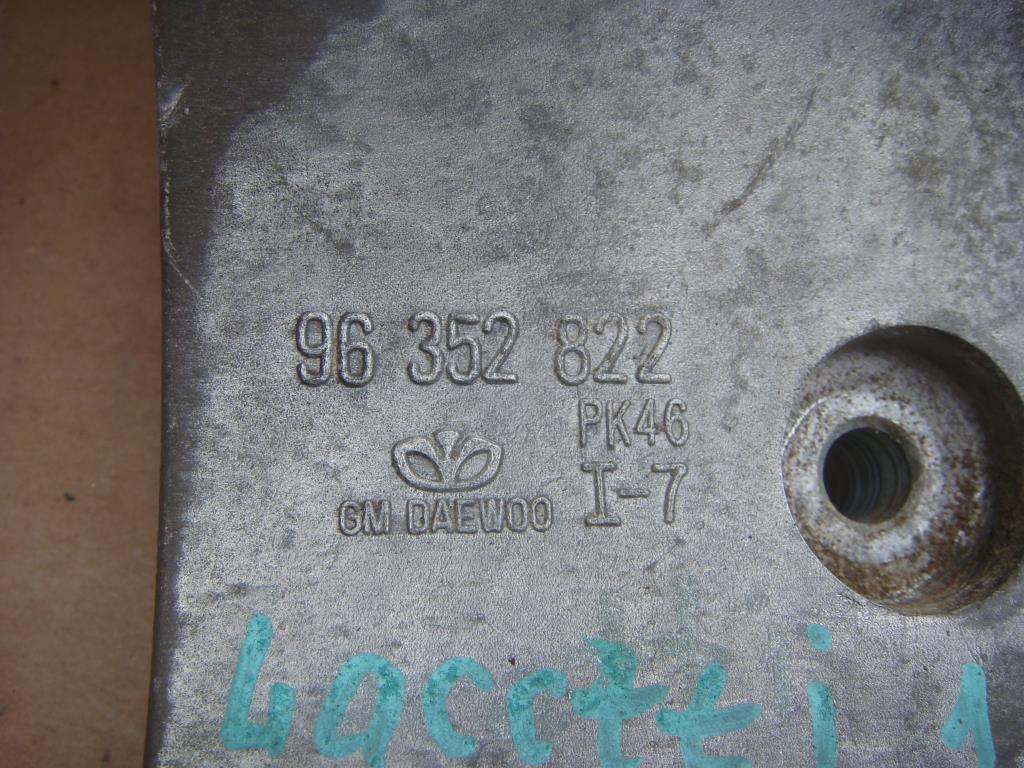 96 352 822
PK46
GM DAEWOO I-7
Lacetti 1